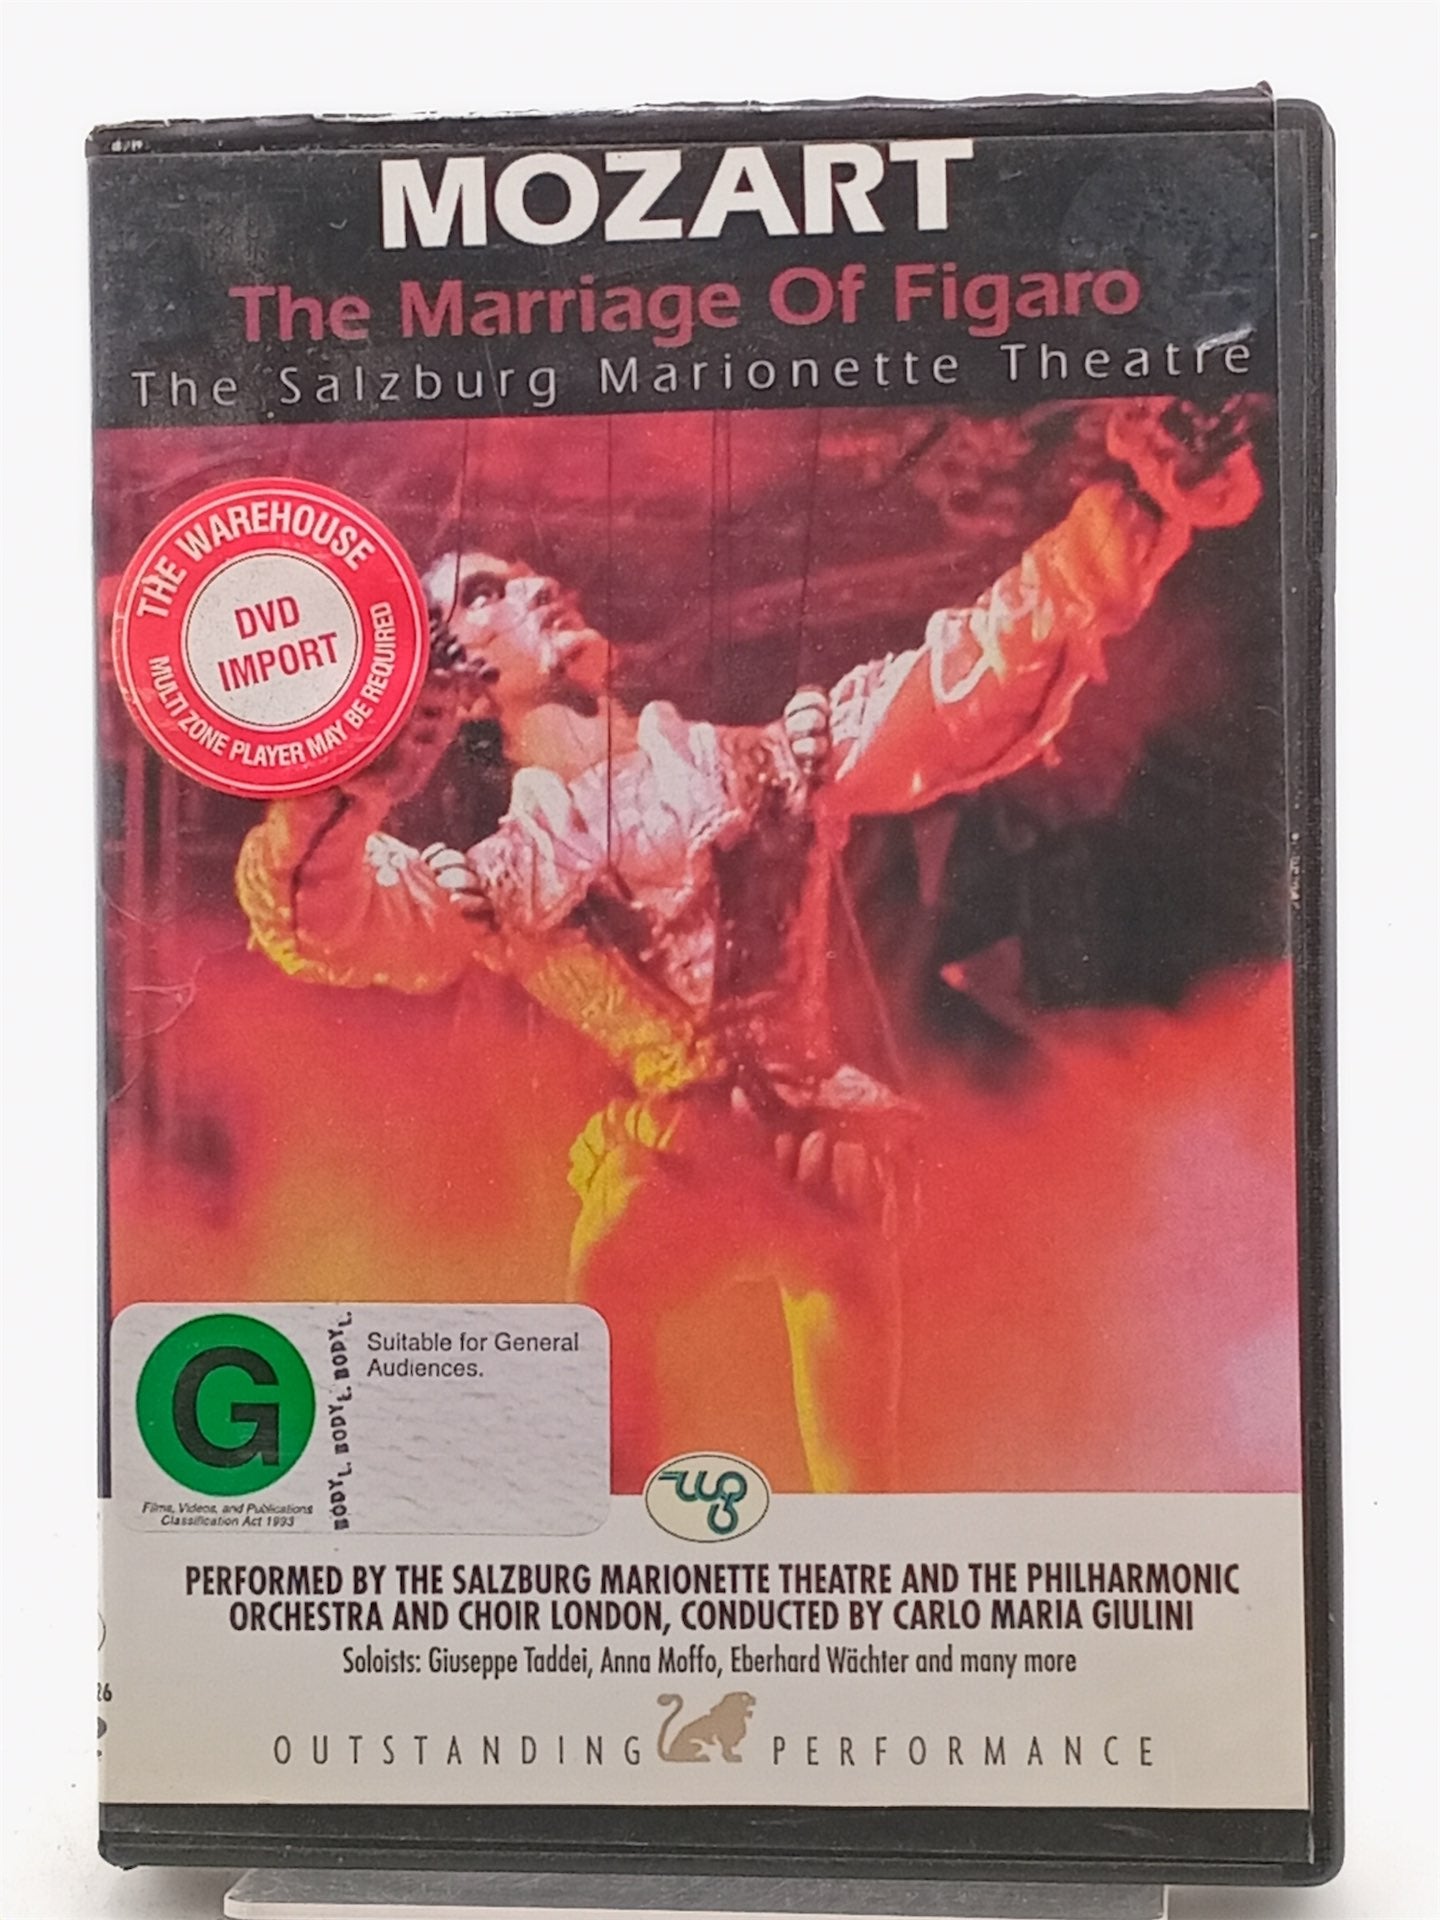 MOZART
The Marriage Of Figaro
The Salzburg Marionette Theatre
THE WAREHOUSE
DVD
IMPORT
MULTI ZONE PLAYER MAY BE REQUIRED
G
Films, Videos, and Publications
Classification Act 1993
Suitable for General
Audiences.
PERFORMED BY THE SALZBURG MARIONETTE THEATRE AND THE PHILHARMONIC
ORCHESTRA AND CHOIR LONDON, CONDUCTED BY CARLO MARIA GIULINI
Soloists: Giuseppe Taddei, Anna Moffo, Eberhard Wächter and many more
26
OUTSTANDING PERFORMANCE